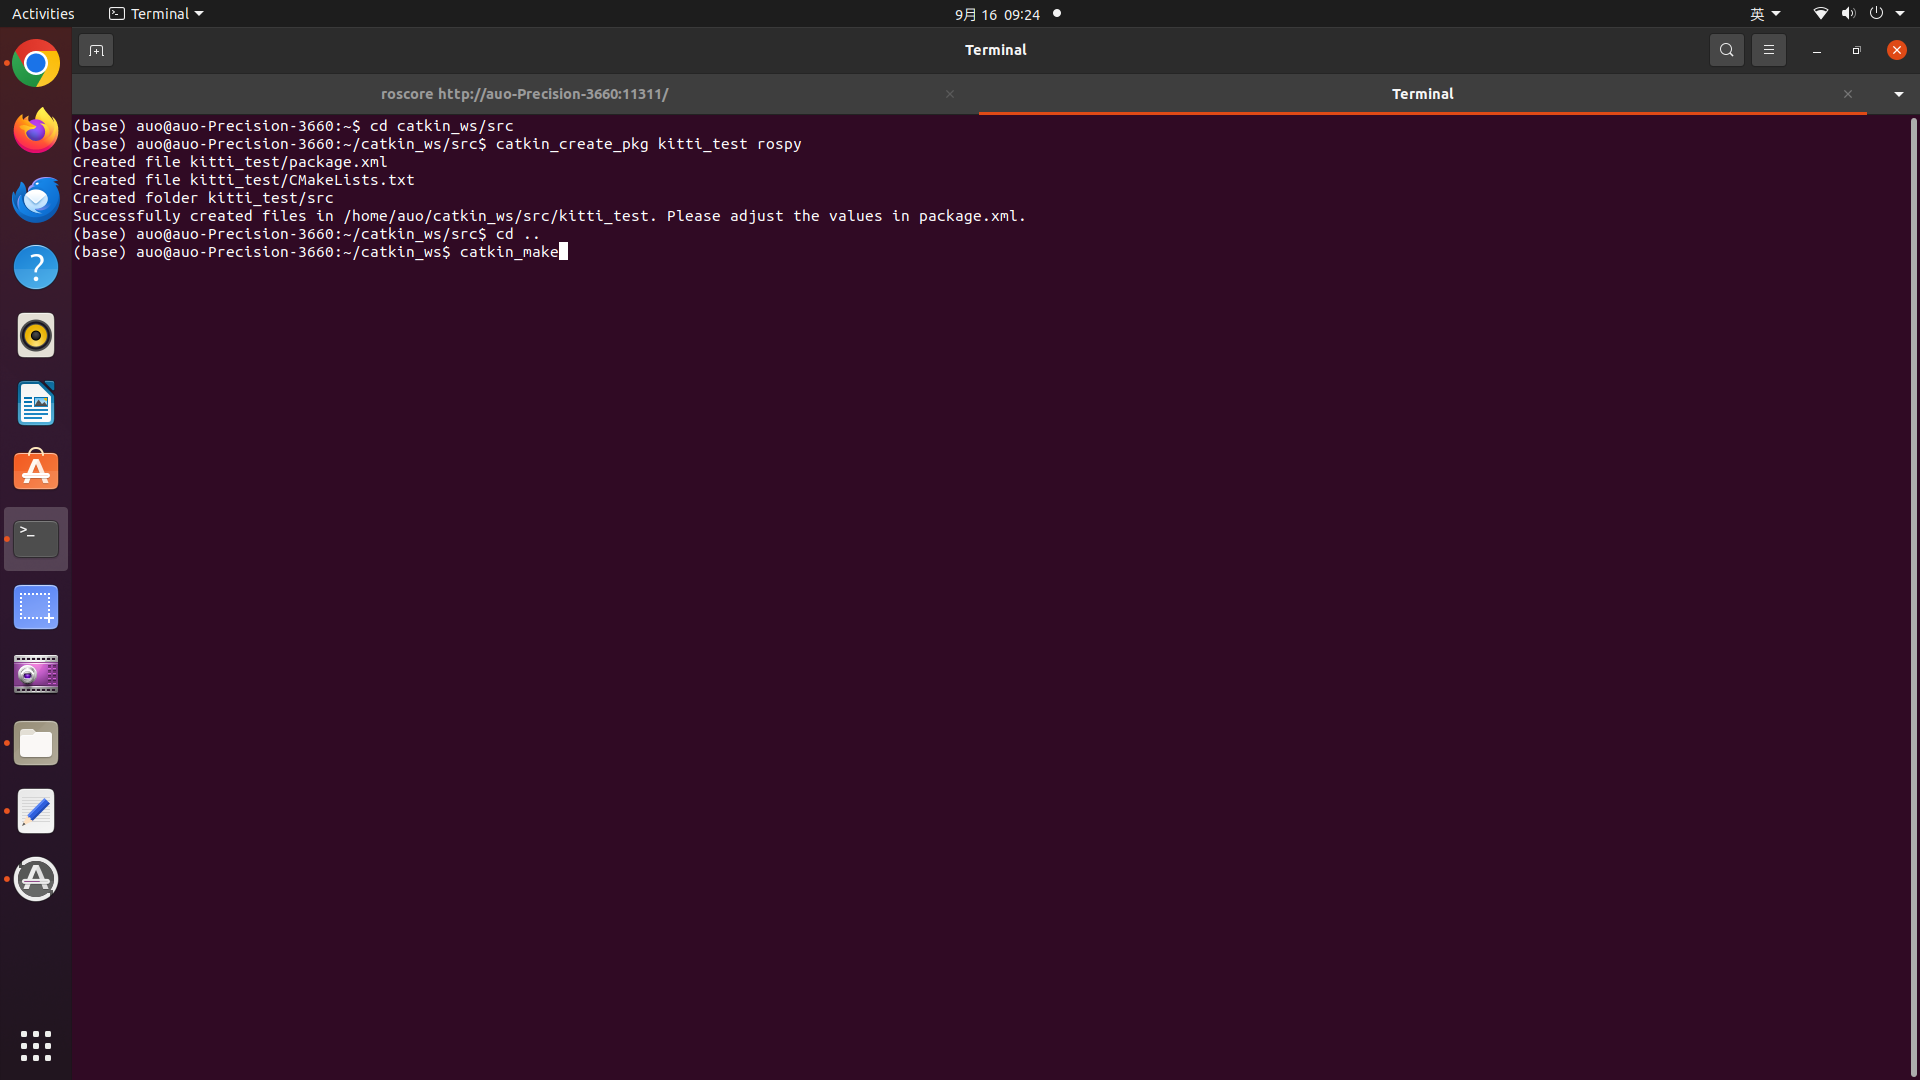 Activities
Terminal
9月 16 09:24
英
Terminal
roscore http://auo-Precision-3660:11311/
Terminal
(base) auo@auo-Precision-3660:~$ cd catkin_ws/src
(base) auo@auo-Precision-3660:~/catkin_ws/src$ catkin_create_pkg kitti_test rospy
Created file kitti_test/package.xml
Created file kitti_test/CMakeLists.txt
Created folder kitti_test/src
Successfully created files in /home/auo/catkin_ws/src/kitti_test. Please adjust the values in package.xml.
(base) auo@auo-Precision-3660:~/catkin_ws/src$ cd ..
(base) auo@auo-Precision-3660:~/catkin_ws$ catkin_make